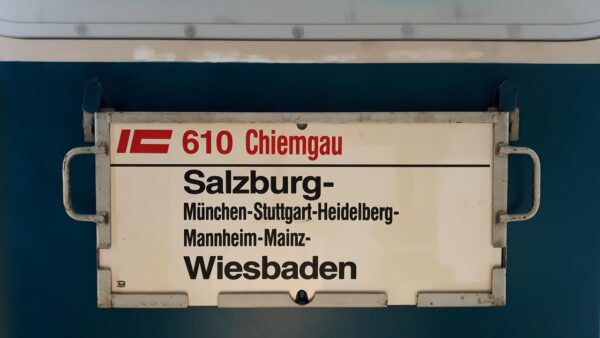 IC 610 Chiemgau
Salzburg-
München-Stuttgart-Heidelberg-
Mannheim-Mainz-
Wiesbaden